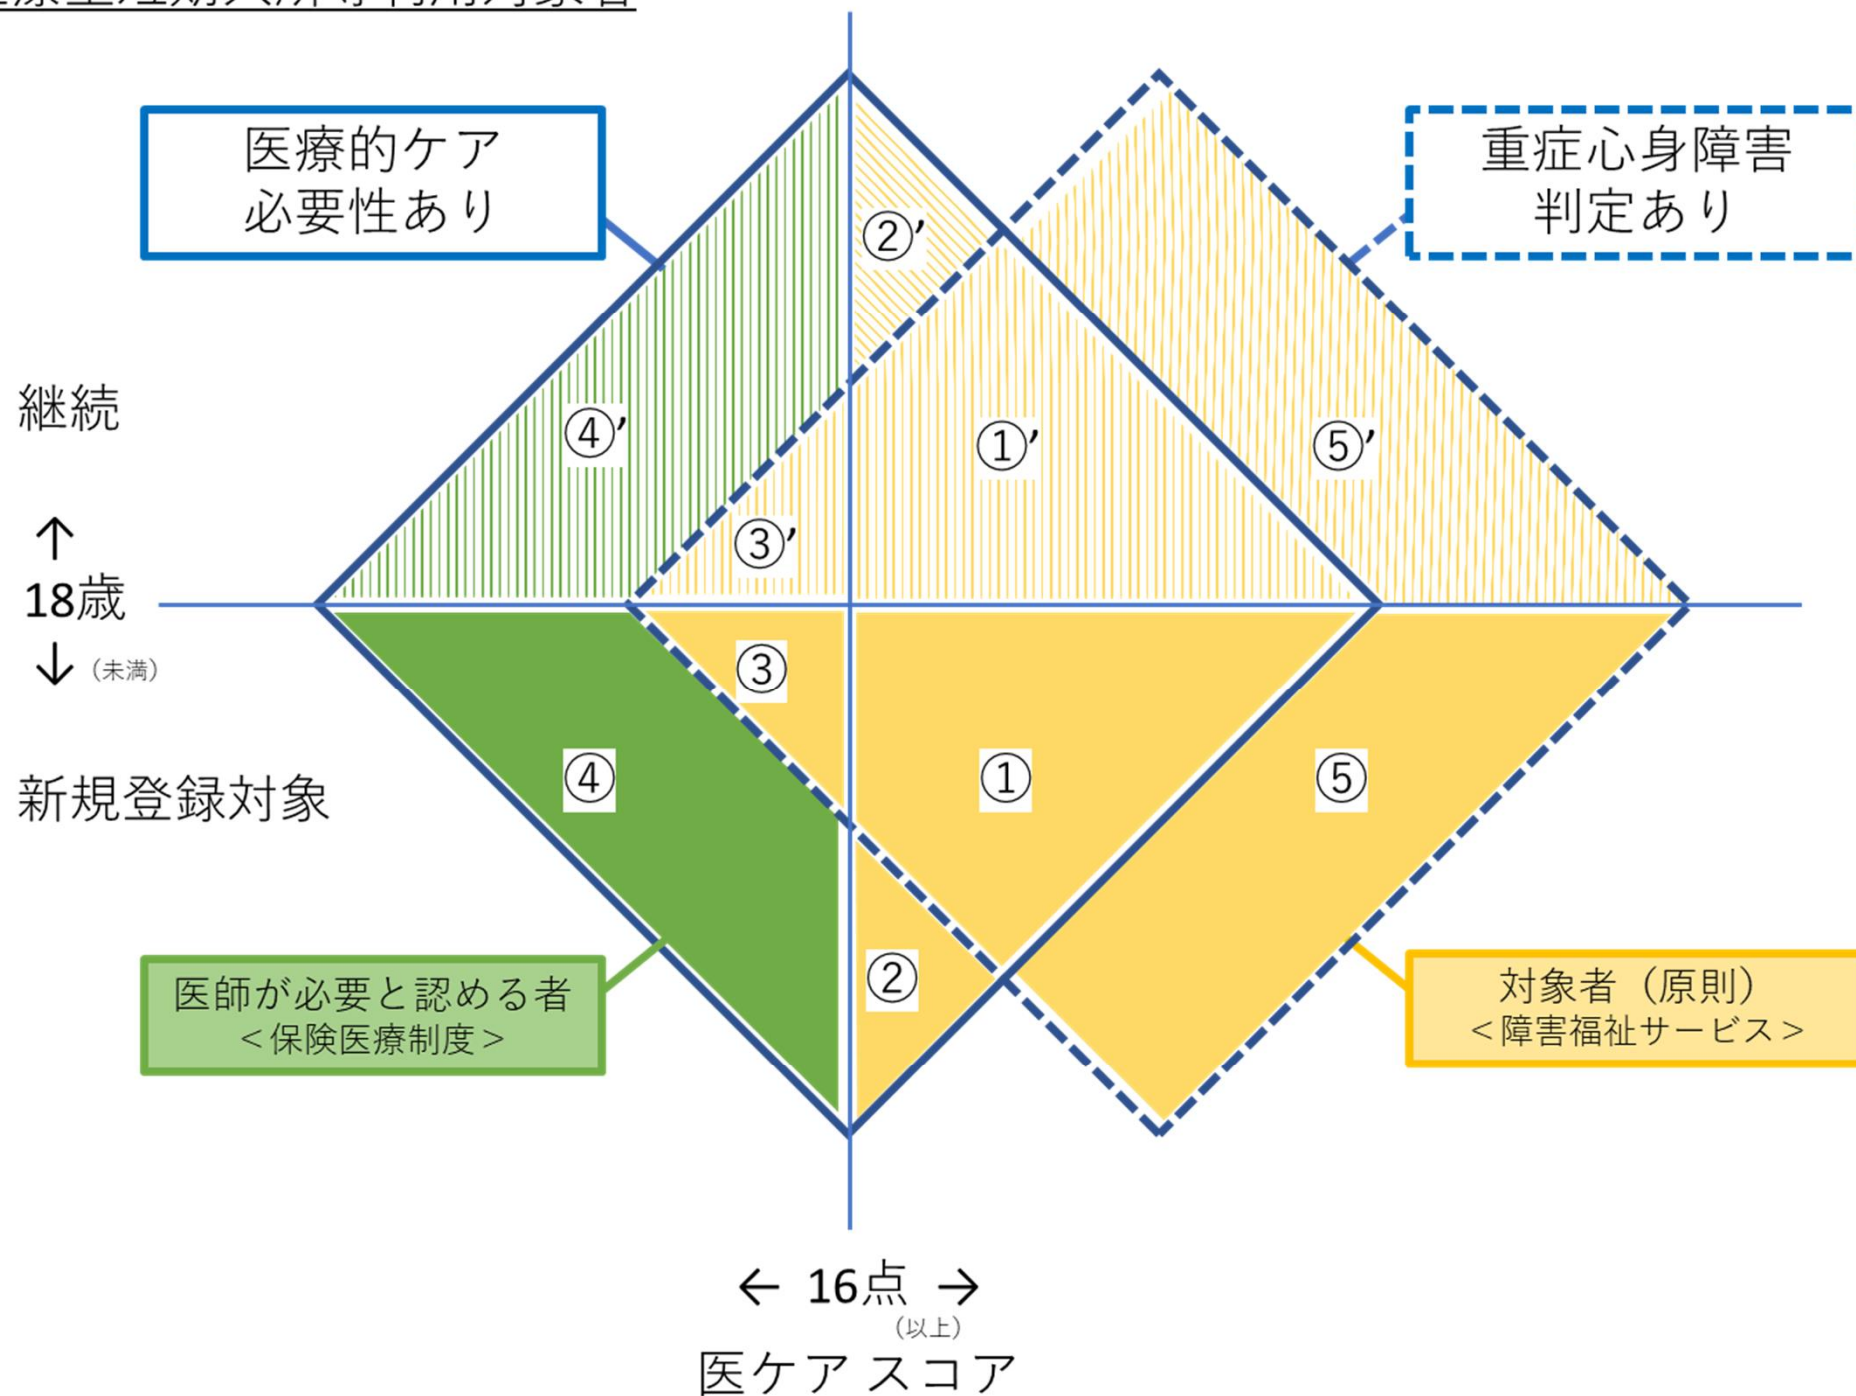 医療的ケア
必要性あり
重症心身障害
判定あり
②’
継続
④’
①’
⑤’
③’
↑
18歳
↓（未満）
③
④
①
⑤
新規登録対象
②
医師が必要と認める者
＜保険医療制度＞
対象者（原則）
＜障害福祉サービス＞
← 16点 →
（以上）
医ケア スコア